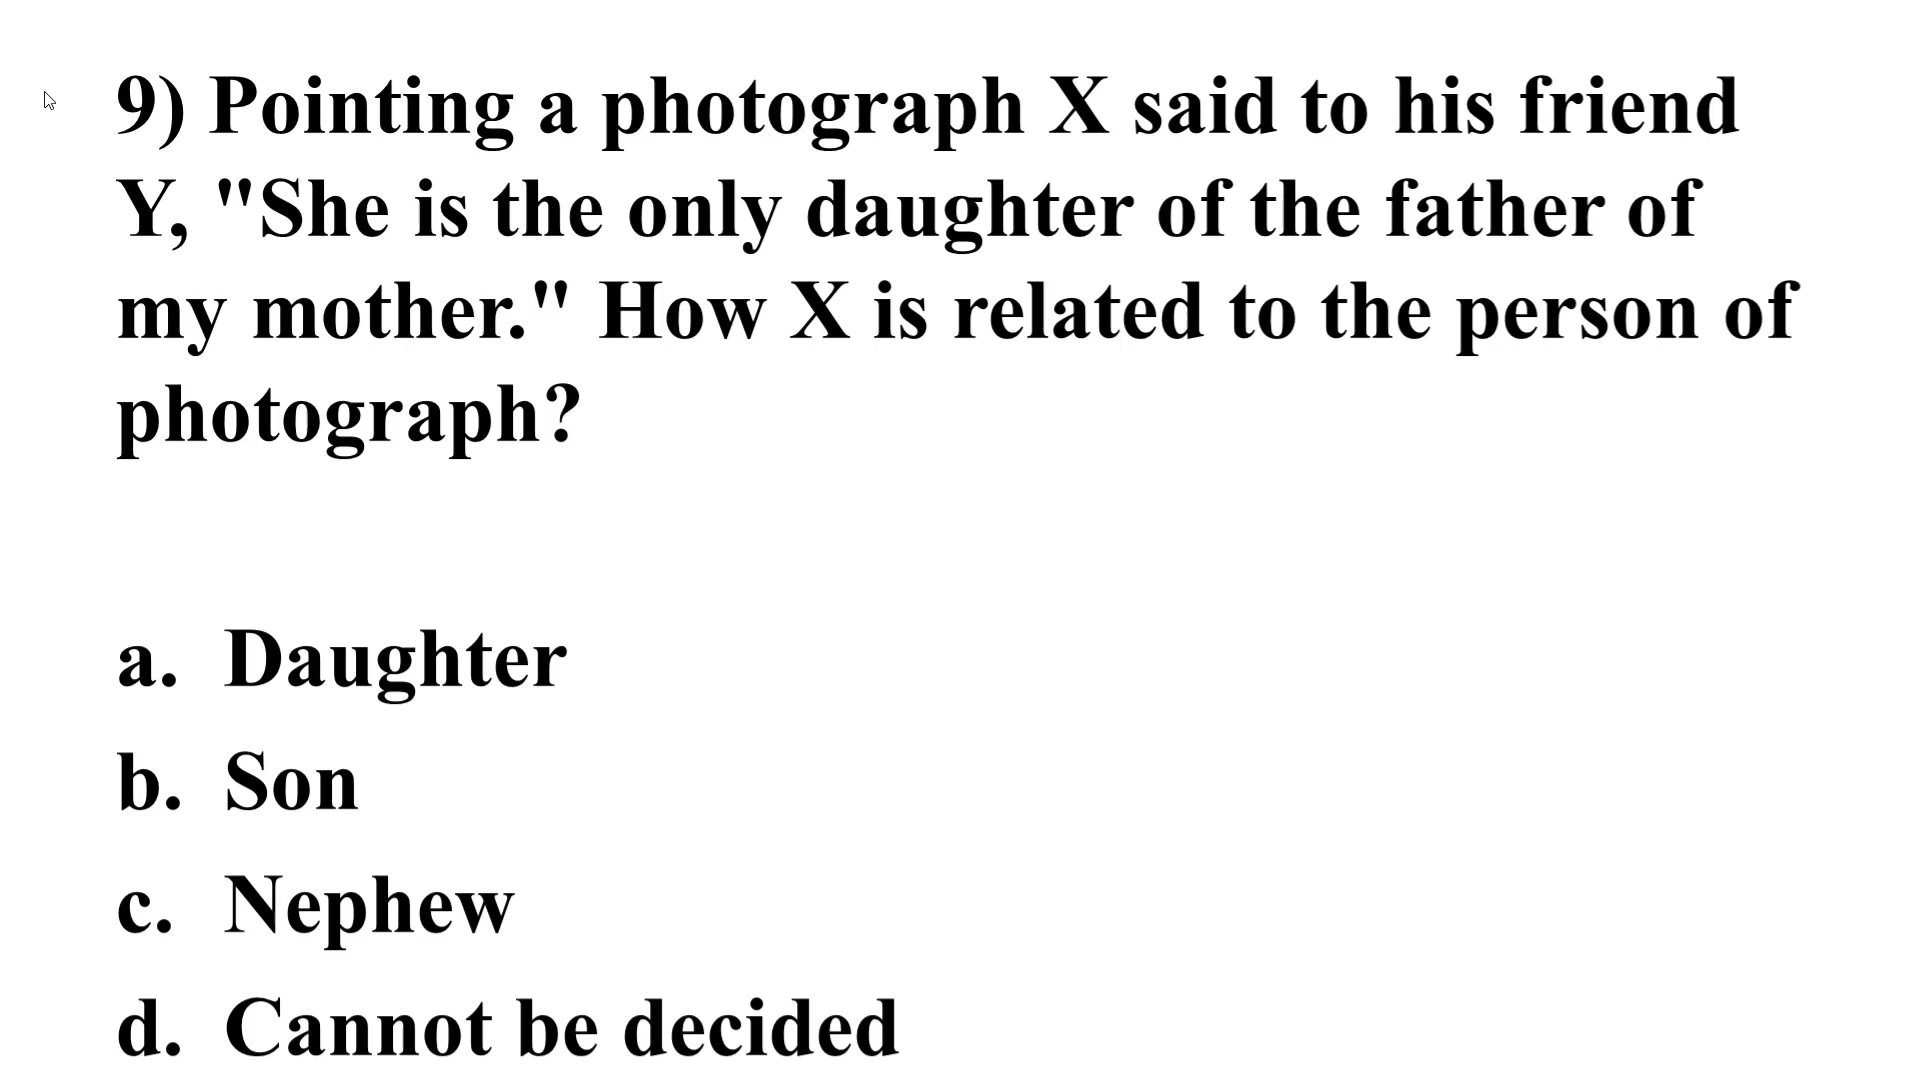 9) Pointing a photograph X said to his friend
Y, "She is the only daughter of the father of
my mother." How X is related to the person of
photograph?
a. Daughter
b. Son
c. Nephew
d. Cannot be decided